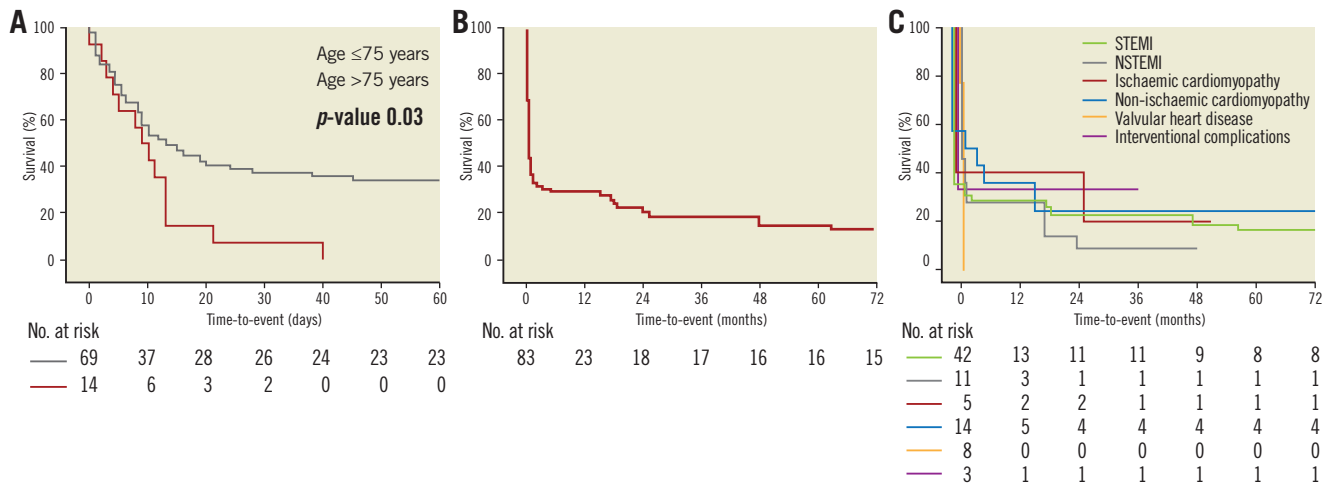 A
Survival (%)
100
80
60
40
20
0
Age ≤75 years
Age >75 years
p-value 0.03
0 10 20 30 40 50 60
Time-to-event (days)
No. at risk
69 37 28 26 24 23 23
14 6 3 2 0 0 0
B
Survival (%)
100
80
60
40
20
0
0 12 24 36 48 60 72
Time-to-event (months)
No. at risk
83 23 18 17 16 16 15
C
Survival (%)
100
80
60
40
20
0
STEMI
NSTEMI
Ischaemic cardiomyopathy
Non-ischaemic cardiomyopathy
Valvular heart disease
Interventional complications
0 12 24 36 48 60 72
Time-to-event (months)
No. at risk
42 13 11 11 9 8 8
11 3 1 1 1 1 1
5 2 2 1 1 1 1
14 5 4 4 4 4 4
8 0 0 0 0 0 0
3 1 1 1 1 1 1